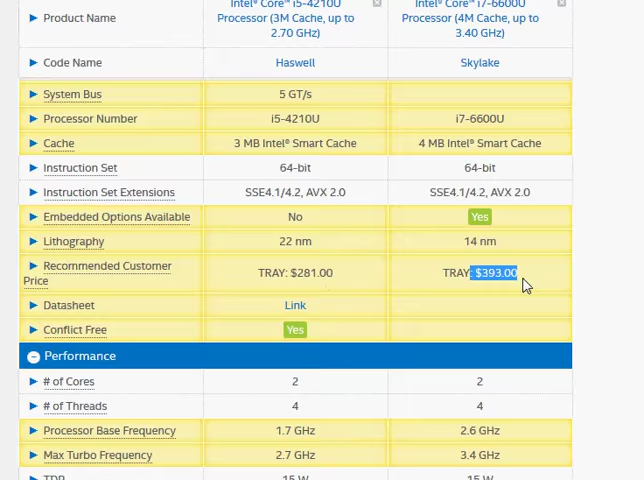 Intel® Core™ i5-4210U Intel® Core™ i7-6600U
Product Name Processor (3M Cache, up to Processor (4M Cache, up to
2.70 GHz) 3.40 GHz)
Code Name Haswell Skylake
System Bus 5 GT/s
Processor Number i5-4210U i7-6600U
Cache 3 MB Intel® Smart Cache 4 MB Intel® Smart Cache
Instruction Set 64-bit 64-bit
Instruction Set Extensions SSE4.1/4.2, AVX 2.0 SSE4.1/4.2, AVX 2.0
Embedded Options Available No Yes
Lithography 22 nm 14 nm
Recommended Customer TRAY: $281.00 TRAY: $393.00
Price
Datasheet Link
Conflict Free Yes
Performance
# of Cores 2 2
# of Threads 4 4
Processor Base Frequency 1.7 GHz 2.6 GHz
Max Turbo Frequency 2.7 GHz 3.4 GHz
TDP 15 W 15 W